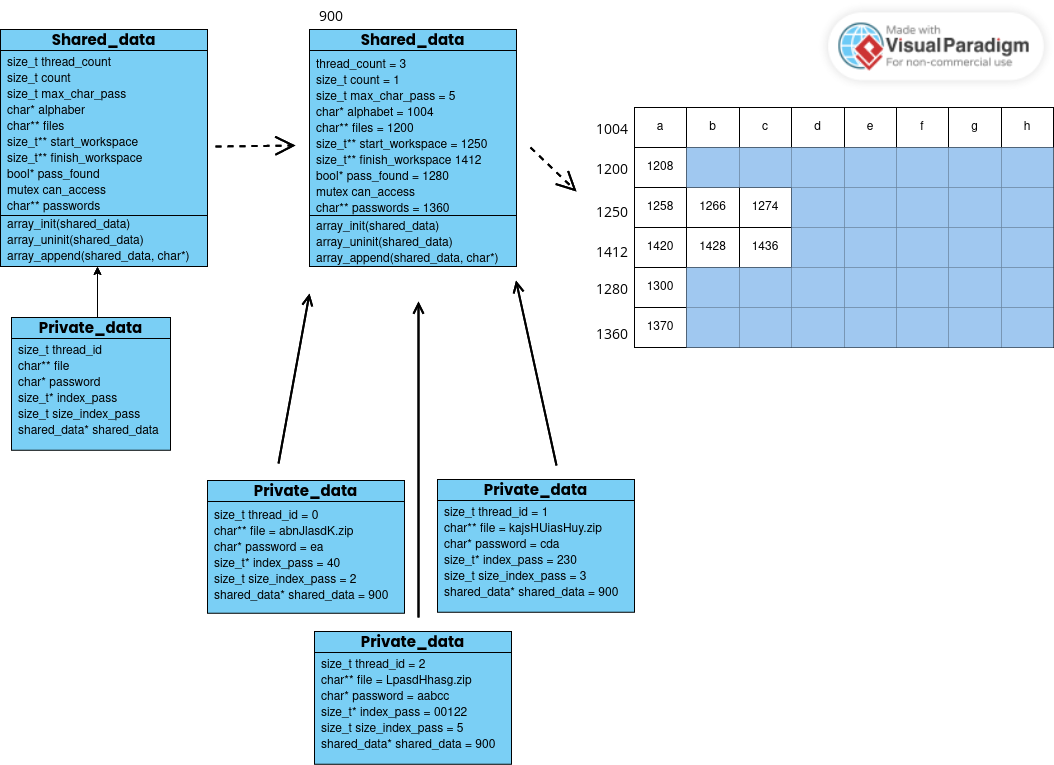 900
Shared_data
size_t thread_count
size_t count
size_t max_char_pass
char* alphaber
char** files
size_t** start_workspace
size_t** finish_workspace
bool* pass_found
mutex can_access
char** passwords
array_init(shared_data)
array_uninit(shared_data)
array_append(shared_data, char*)
Shared_data
thread_count = 3
size_t count = 1
size_t max_char_pass = 5
char* alphabet = 1004
char** files = 1200
size_t** start_workspace = 1250
size_t** finish_workspace 1412
bool* pass_found = 1280
mutex can_access
char** passwords = 1360
array_init(shared_data)
array_uninit(shared_data)
array_append(shared_data, char*)
Made with
Visual Paradigm
For non-commercial use
1004 a b c d e f g h
1200 1208
1250 1258 1266 1274
1412 1420 1428 1436
1280 1300
1360 1370
Private_data
size_t thread_id
char** file
char* password
size_t* index_pass
size_t size_index_pass
shared_data* shared_data
Private_data
size_t thread_id = 0
char** file = abnJlasdK.zip
char* password = ea
size_t* index_pass = 40
size_t size_index_pass = 2
shared_data* shared_data = 900
Private_data
size_t thread_id = 1
char** file = kajsHUiasHuy.zip
char* password = cda
size_t* index_pass = 230
size_t size_index_pass = 3
shared_data* shared_data = 900
Private_data
size_t thread_id = 2
char** file = LpasdHhasg.zip
char* password = aabcc
size_t* index_pass = 00122
size_t size_index_pass = 5
shared_data* shared_data = 900